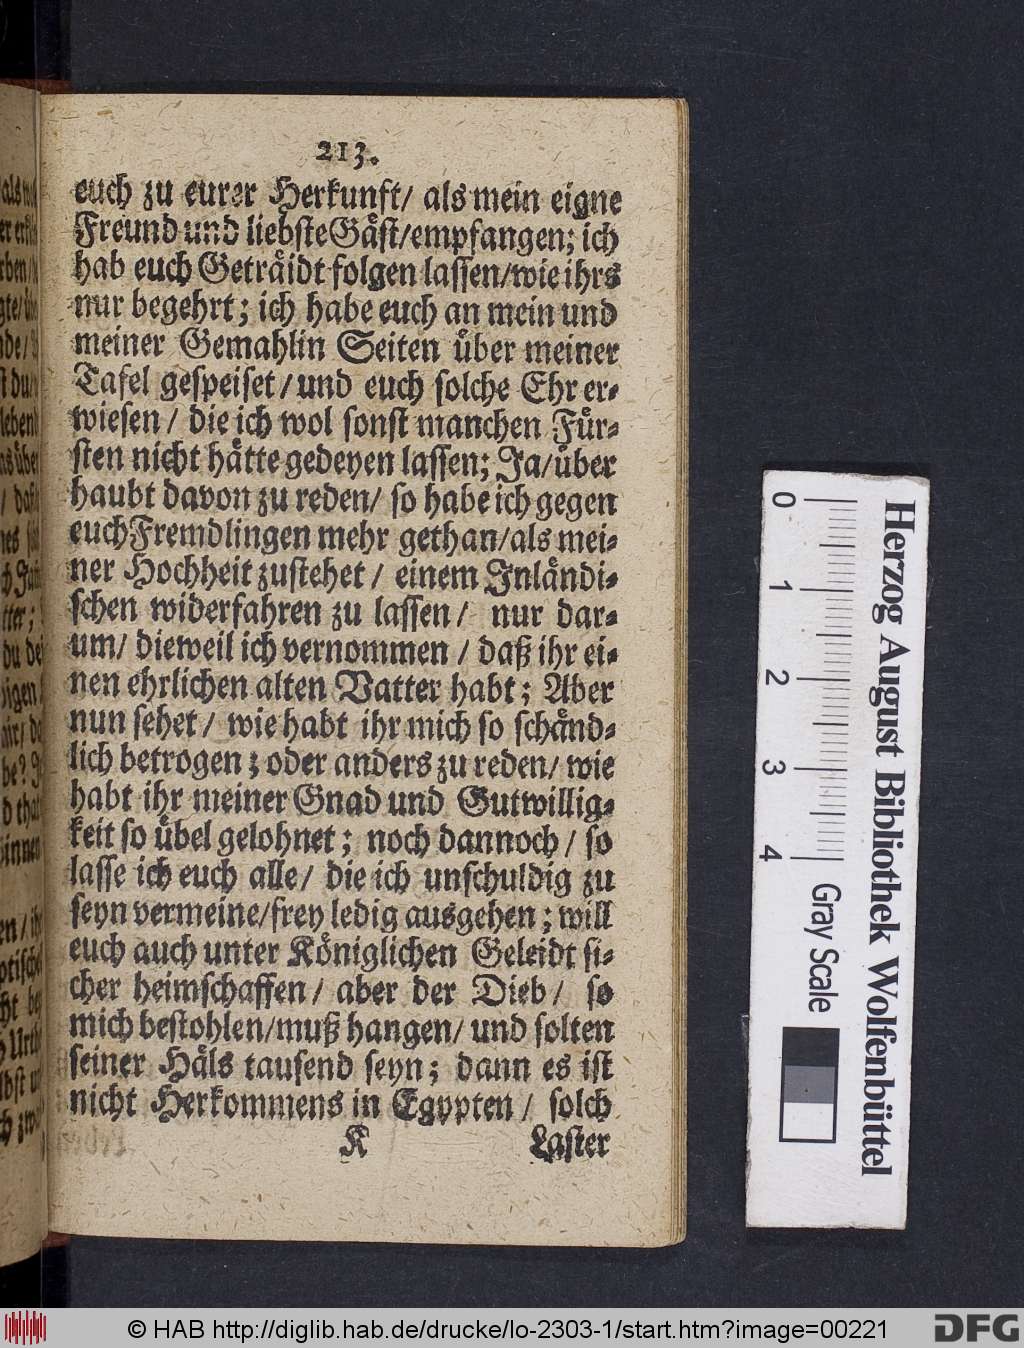 213.
euch zu eurer Herkunft/ als mein eigne
Freund und liebste Gäst/empfangen; ich
hab euch Geträidt folgen lassen/wie ihrs
nur begehrt; ich habe euch an mein und
meiner Gemahlin Seiten über meiner
Tafel gespeiset/ und euch solche Ehr er-
wiesen/ die ich wol sonst manchen Für-
sten nicht hätte gedeyen lassen; Ja/über
haubt davon zu reden/ so habe ich gegen
euch Fremdlingen mehr gethan/als mei-
ner Hochheit zustehet/ einem Inländi-
schen widerfahren zu lassen/ nur dar-
um/ dieweil ich vernommen/ daß ihr ei-
nen ehrlichen alten Vatter habt; Aber
nun sehet/ wie habt ihr mich so schänd-
lich betrogen; oder anders zu reden/ wie
habt ihr meiner Gnad und Gutwillig-
keit so übel gelohnet; noch dannoch/ so
lasse ich euch alle/ die ich unschuldig zu
seyn vermeine/frey ledig ausgehen; will
euch auch unter Königlichen Geleidt si-
cher heimschaffen/ aber der Dieb/ so
mich bestohlen/muß hangen/ und solten
seiner Häls tausend seyn; dann es ist
nicht Herkommens in Egypten/ solch
K Laster
Herzog August Bibliothek Wolfenbüttel
0 1 2 3 4 Gray Scale
© HAB http://diglib.hab.de/drucke/lo-2303-1/start.htm?image=00221
DFG